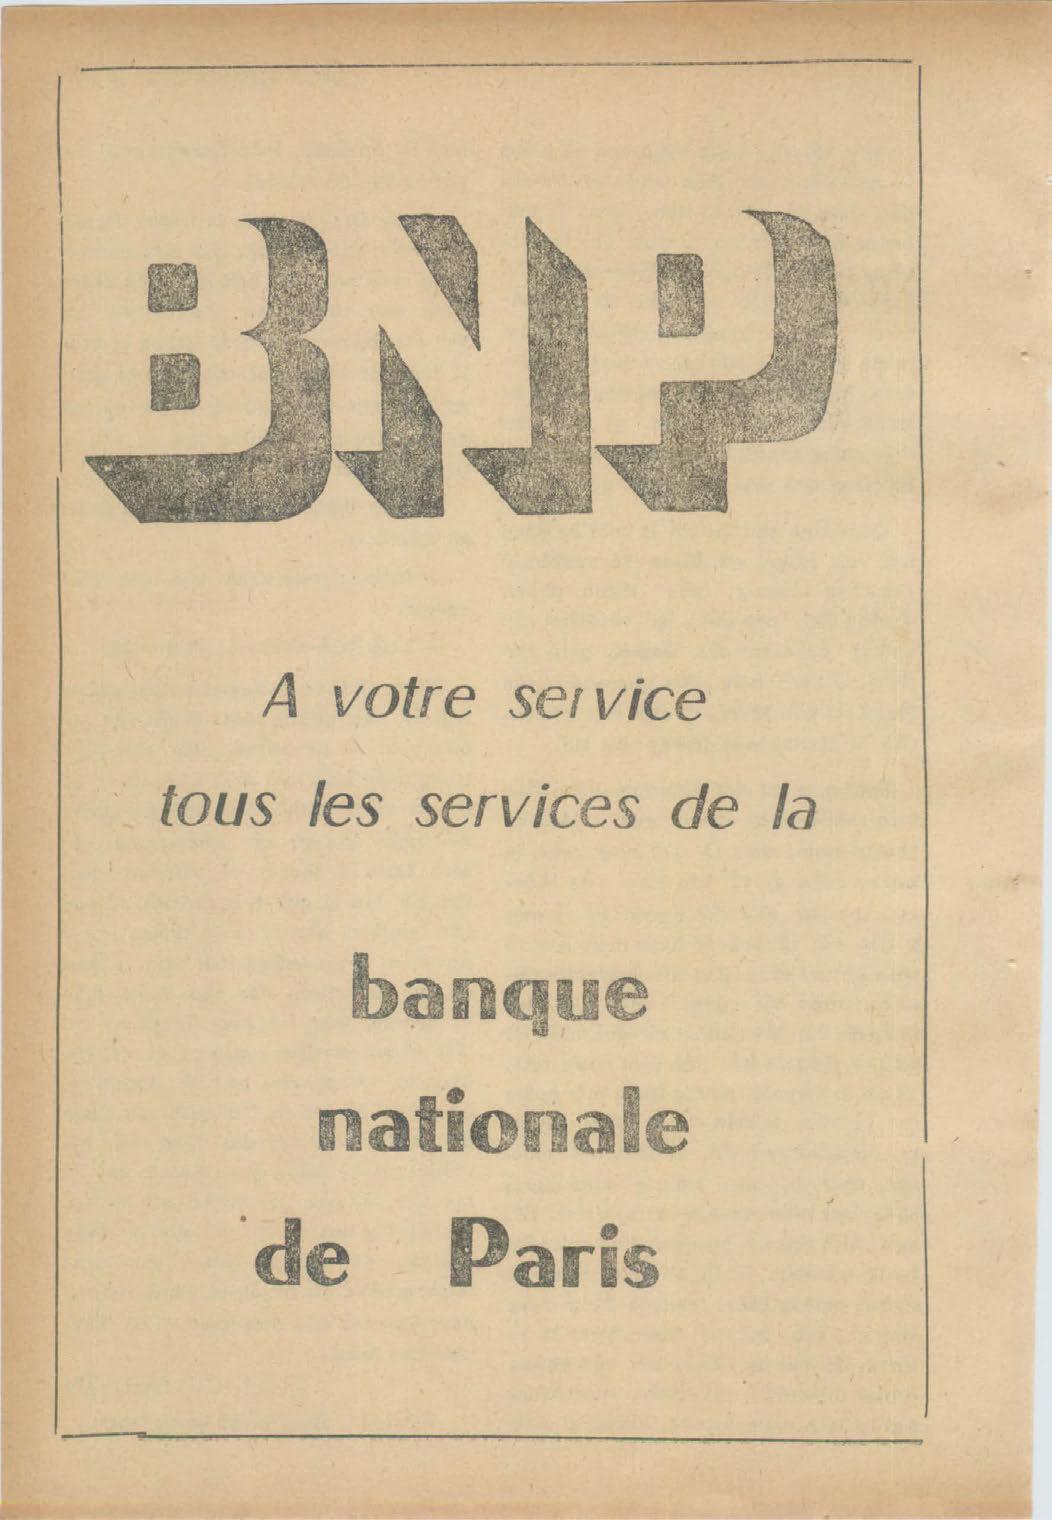 BNP
A votre service
tous les services de la
banque
nationale
de Paris